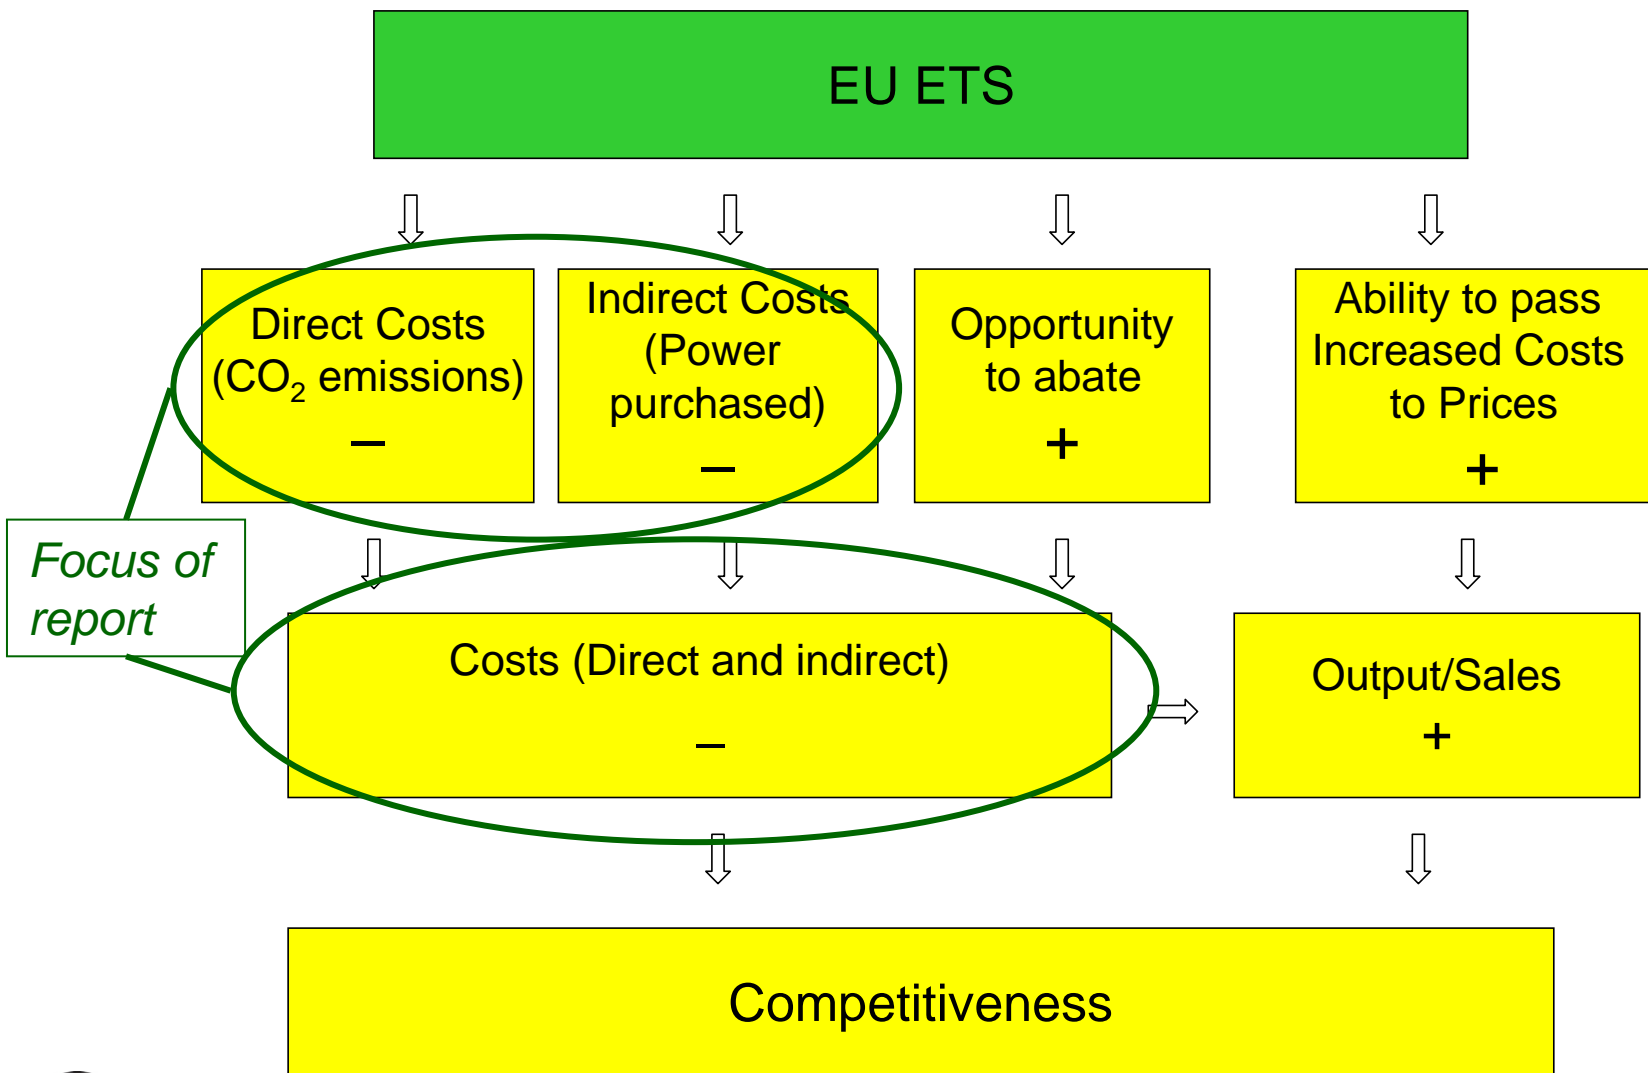 EU ETS
Direct Costs
(CO₂ emissions)
–
Indirect Costs
(Power
purchased)
–
Opportunity
to abate
+
Ability to pass
Increased Costs
to Prices
+
Focus of
report
Costs (Direct and indirect)
–
Output/Sales
+
Competitiveness